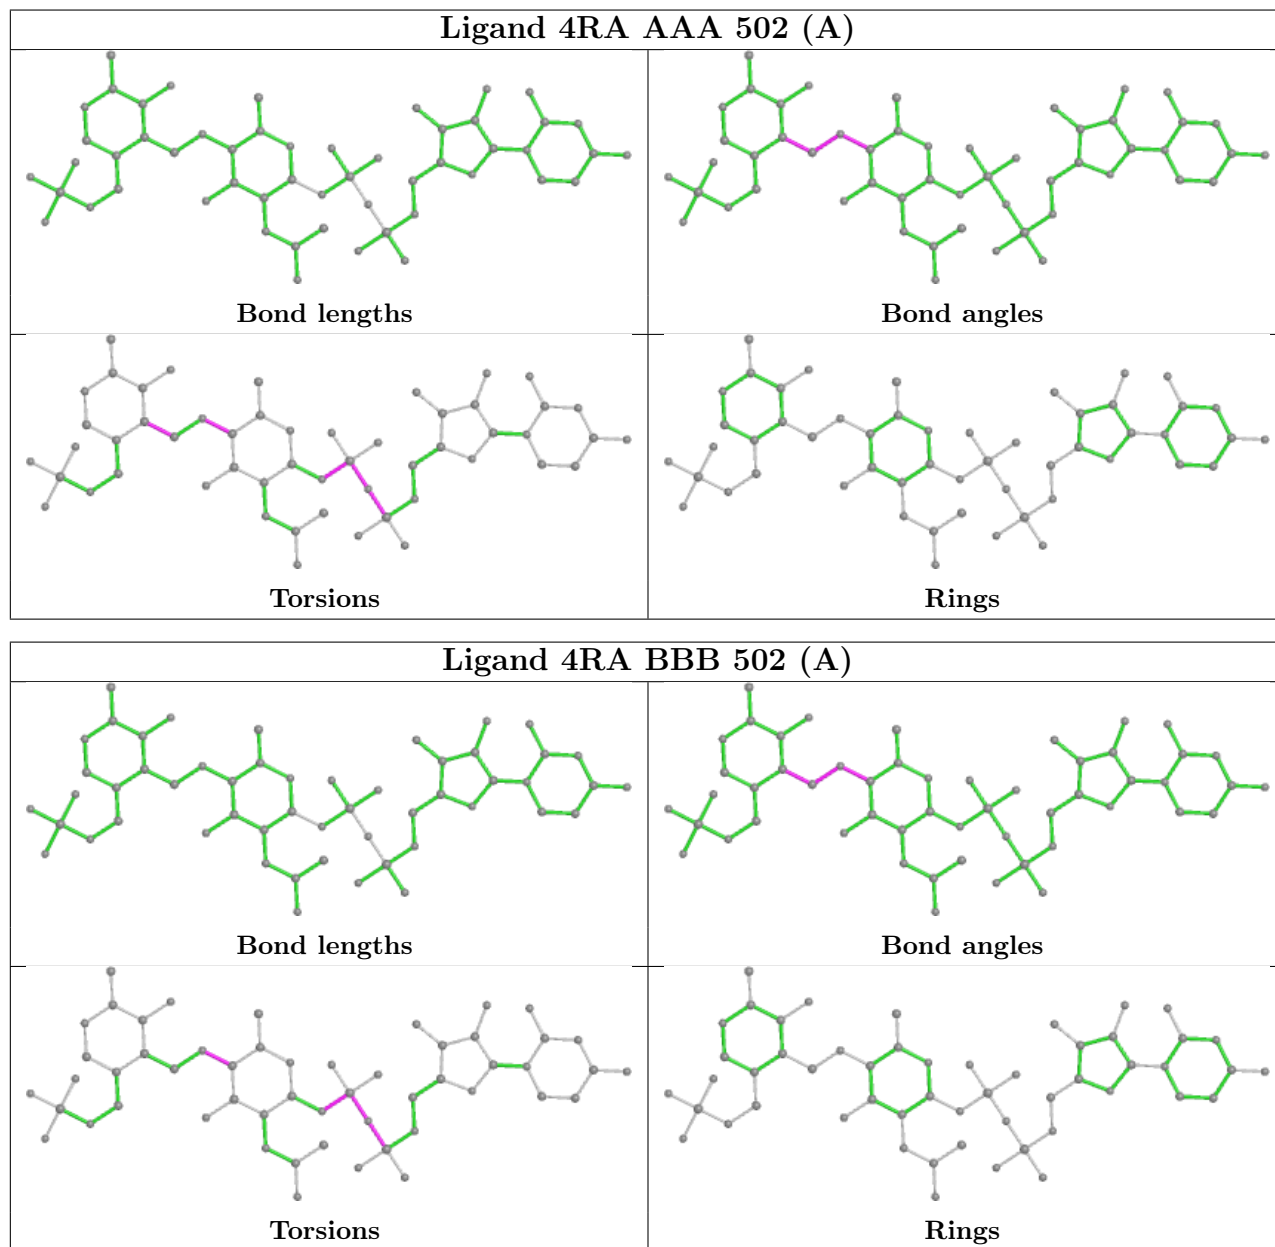 Ligand 4RA AAA 502 (A)
Bond lengths
Bond angles
Torsions
Rings
Ligand 4RA BBB 502 (A)
Bond lengths
Bond angles
Torsions
Rings